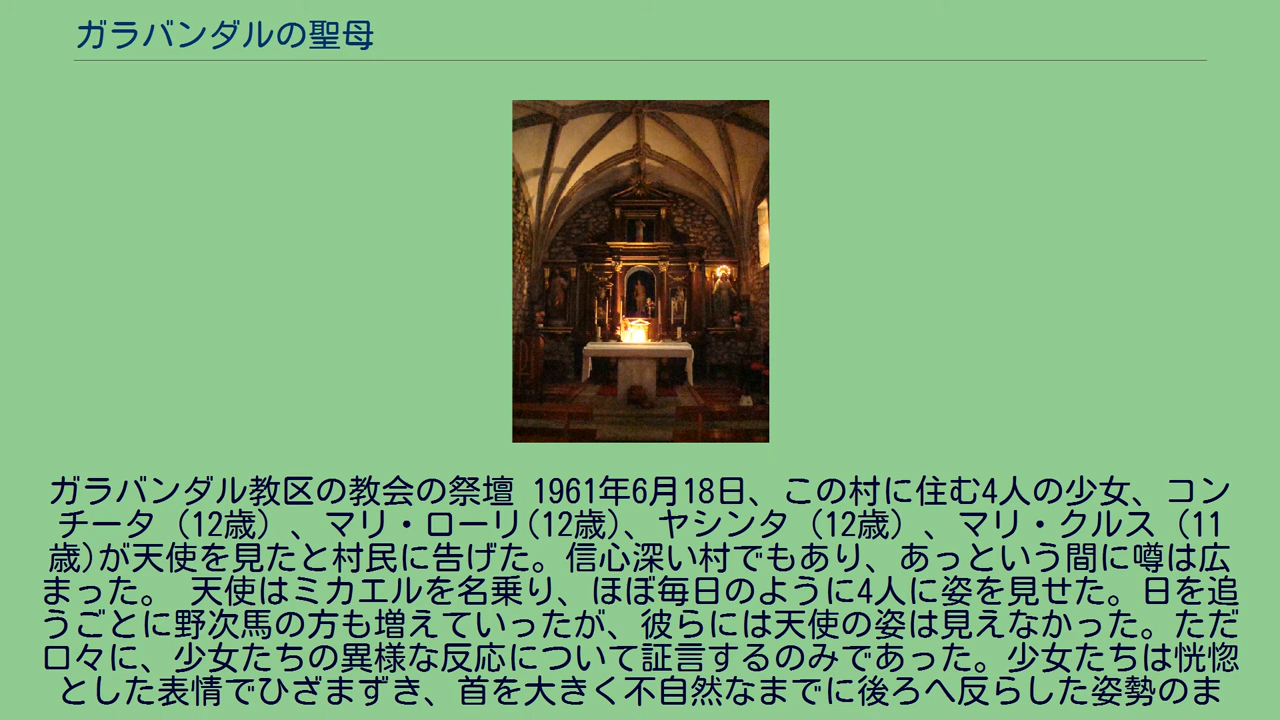 ガラバンダルの聖母
ガラバンダル教区の教会の祭壇 1961年6月18日、この村に住む4人の少女、コン
チータ（12歳）、マリ・ローリ(12歳)、ヤシンタ（12歳）、マリ・クルス（11
歳)が天使を見たと村民に告げた。信心深い村でもあり、あっという間に噂は広
まった。 天使はミカエルを名乗り、ほぼ毎日のように4人に姿を見せた。日を追
うごとに野次馬の方も増えていったが、彼らには天使の姿は見えなかった。ただ
口々に、少女たちの異様な反応について証言するのみであった。少女たちは恍惚
とした表情でひざまずき、首を大きく不自然なまでに後ろへ反らした姿勢のま